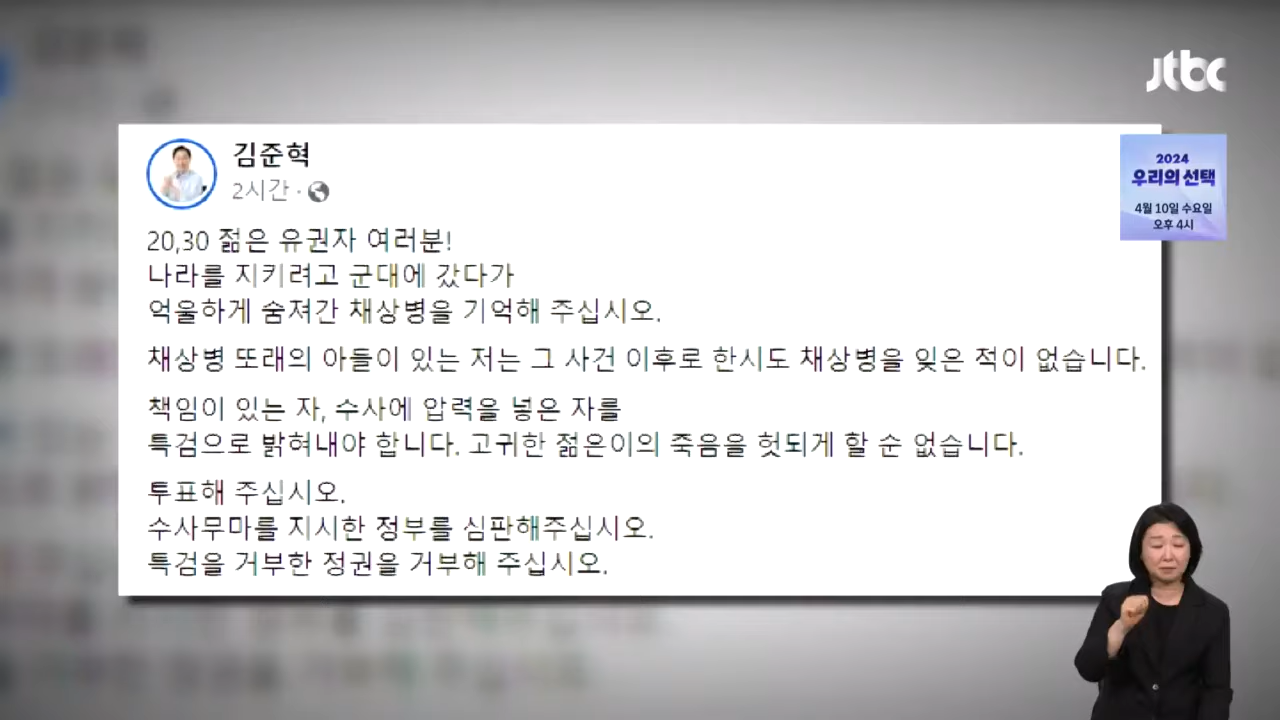 jtbc
김준혁
2시간 ·
2024
우리의 선택
4월 10일 수요일
오후 4시
20,30 젊은 유권자 여러분!
나라를 지키려고 군대에 갔다가
억울하게 숨져간 채상병을 기억해 주십시오.
채상병 또래의 아들이 있는 저는 그 사건 이후로 한시도 채상병을 잊은 적이 없습니다.
책임이 있는 자, 수사에 압력을 넣은 자를
특검으로 밝혀내야 합니다. 고귀한 젊은이의 죽음을 헛되게 할 순 없습니다.
투표해 주십시오.
수사무마를 지시한 정부를 심판해주십시오.
특검을 거부한 정권을 거부해 주십시오.